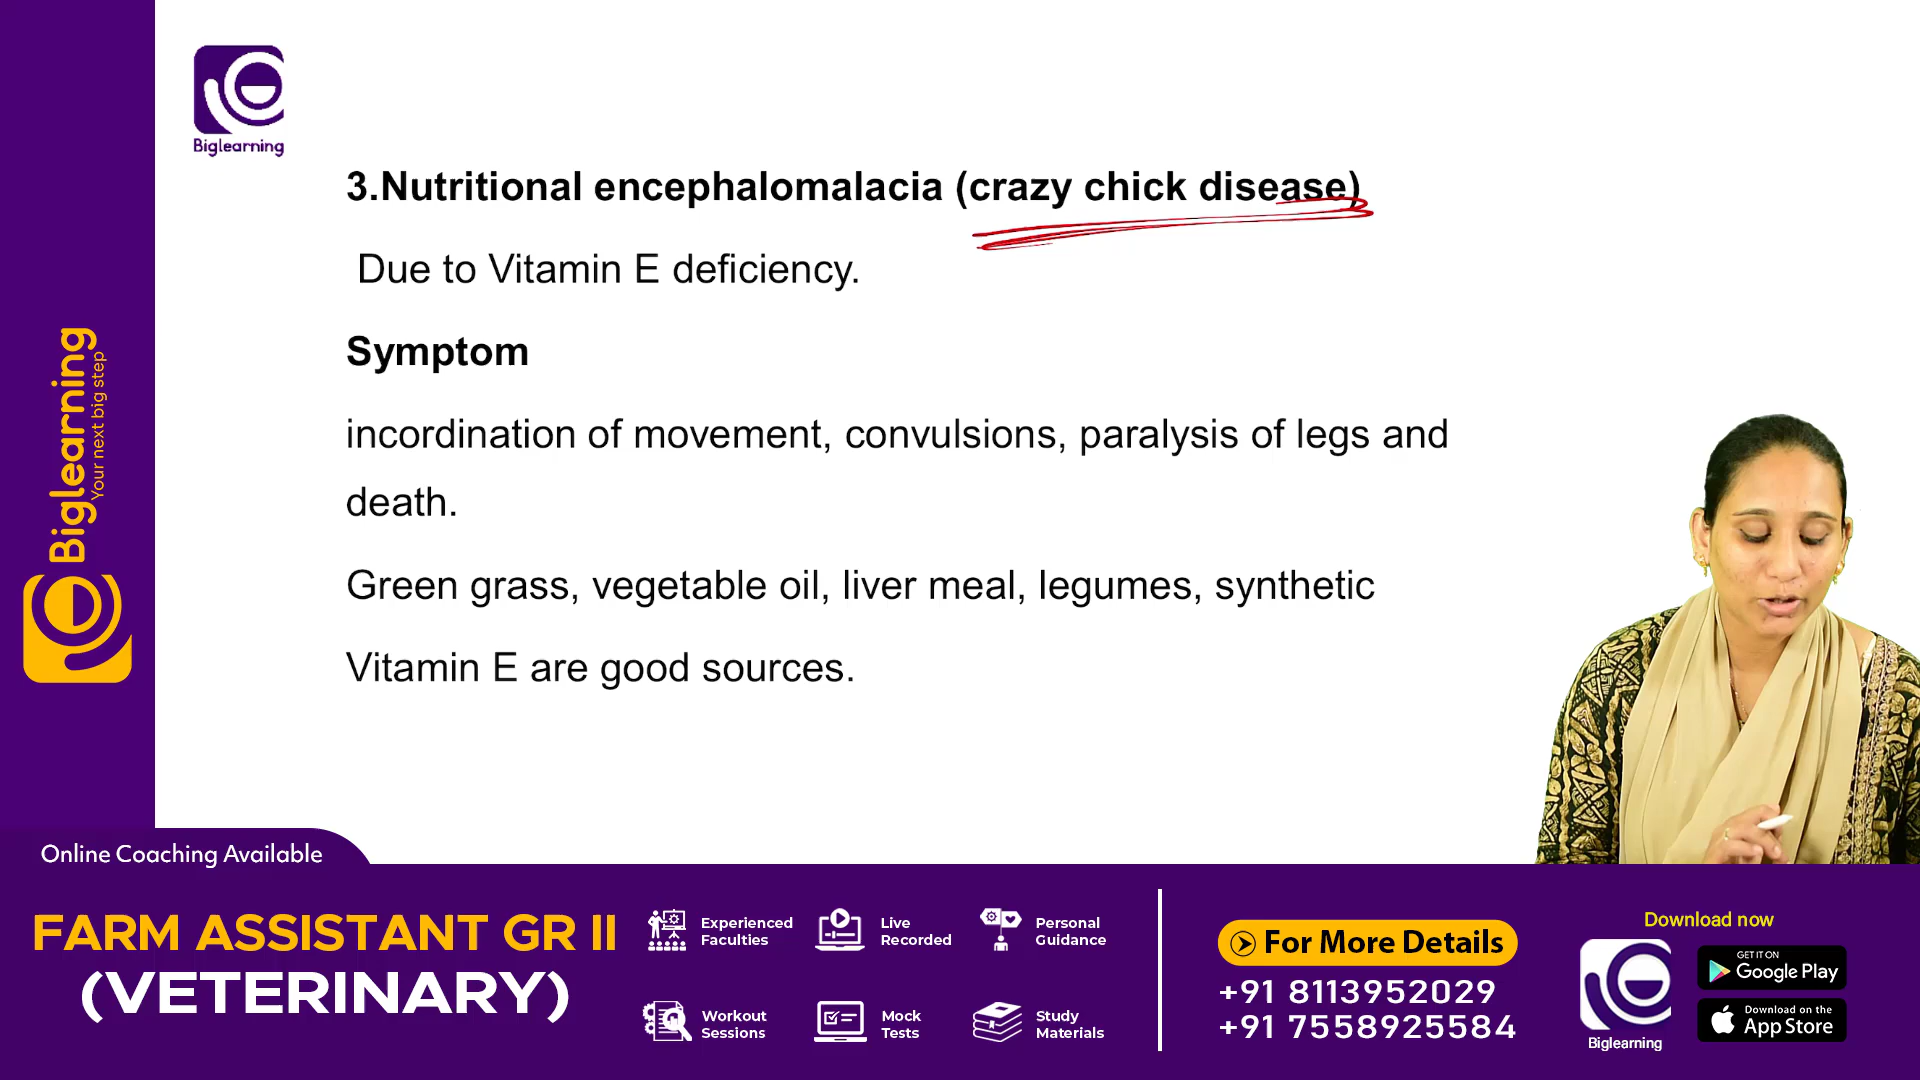 Biglearning
3.Nutritional encephalomalacia (crazy chick disease)
Due to Vitamin E deficiency.
Symptom
incordination of movement, convulsions, paralysis of legs and
death.
Green grass, vegetable oil, liver meal, legumes, synthetic
Vitamin E are good sources.
Biglearning
Your next big step
Online Coaching Available
FARM ASSISTANT GR II
(VETERINARY)
Experienced
Faculties
Live
Recorded
Personal
Guidance
Workout
Sessions
Mock
Tests
Study
Materials
For More Details
+91 8113952029
+91 7558925584
Download now
Biglearning
GET IT ON
Google Play
Download on the
App Store